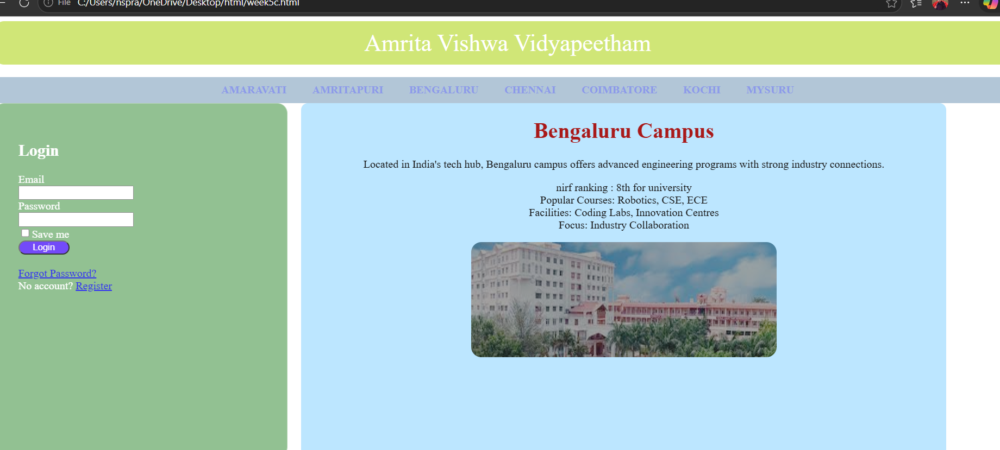 File C:/Users/nspra/OneDrive/Desktop/html/week5c.html
Amrita Vishwa Vidyapeetham
AMARAVATI AMRITAPURI BENGALURU CHENNAI COIMBATORE KOCHI MYSURU
Login
Email
Password
Save me
Login
Forgot Password?
No account? Register
Bengaluru Campus
Located in India's tech hub, Bengaluru campus offers advanced engineering programs with strong industry connections.
nirf ranking : 8th for university
Popular Courses: Robotics, CSE, ECE
Facilities: Coding Labs, Innovation Centres
Focus: Industry Collaboration